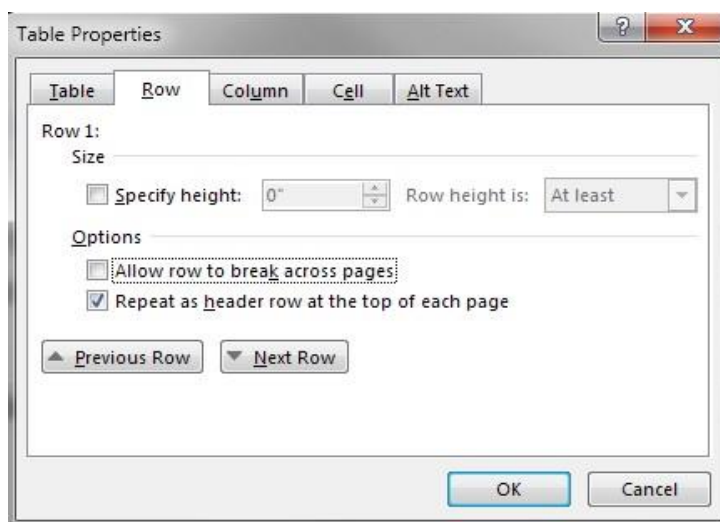 Table Properties
? X
Table Row Column Cell Alt Text
Row 1:
Size
Specify height: 0" Row height is: At least
Options
Allow row to break across pages
Repeat as header row at the top of each page
Previous Row Next Row
OK Cancel